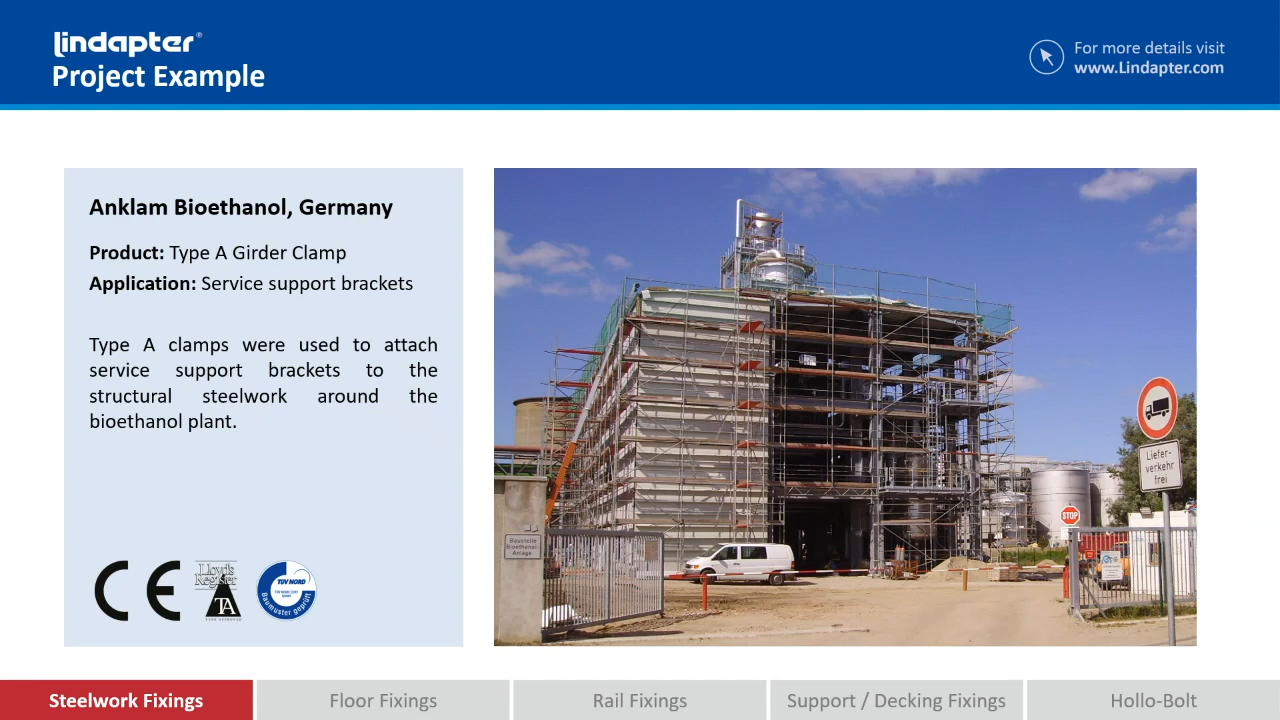 Lindapter®
Project Example
For more details visit
www.Lindapter.com
Anklam Bioethanol, Germany
Product: Type A Girder Clamp
Application: Service support brackets
Type A clamps were used to attach
service support brackets to the
structural steelwork around the
bioethanol plant.
CE
Lloyd's
Register
TA
TYPE APPROVED
TÜV NORD
Baumuster geprüft
Liefer-
verkehr
frei
STOP
Baustelle
Bioethanol-
Anlage
Steelwork Fixings
Floor Fixings
Rail Fixings
Support / Decking Fixings
Hollo-Bolt